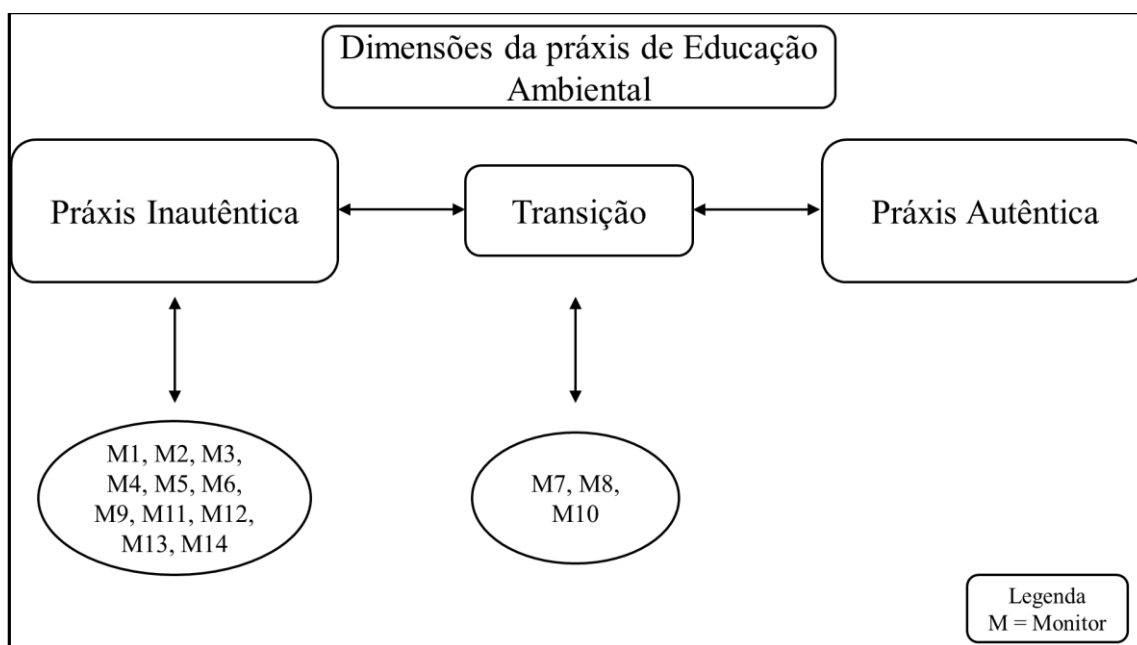 Dimensões da práxis de Educação
Ambiental
Práxis Inautêntica
Transição
Práxis Autêntica
M1, M2, M3,
M4, M5, M6,
M9, M11, M12,
M13, M14
M7, M8,
M10
Legenda
M = Monitor